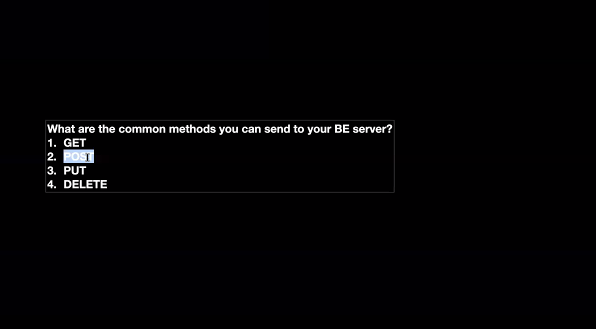 What are the common methods you can send to your BE server?
1. GET
2. POST
3. PUT
4. DELETE